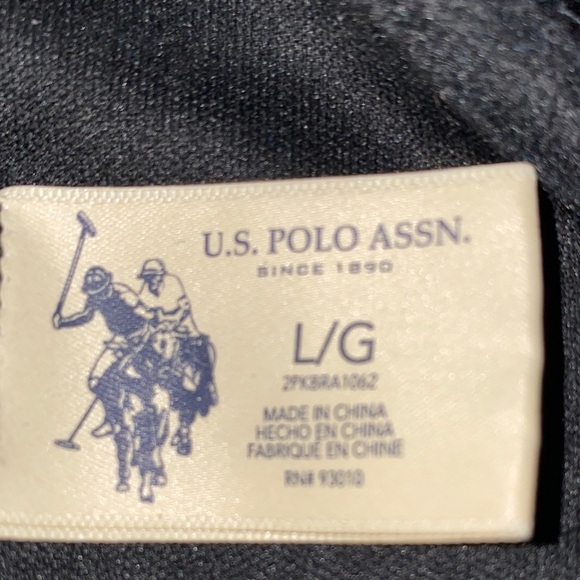 U.S. POLO ASSN.
SINCE 1890
L/G
2PKBRA1062
MADE IN CHINA
HECHO EN CHINA
FABRIQUÉ EN CHINE
RN# 93010